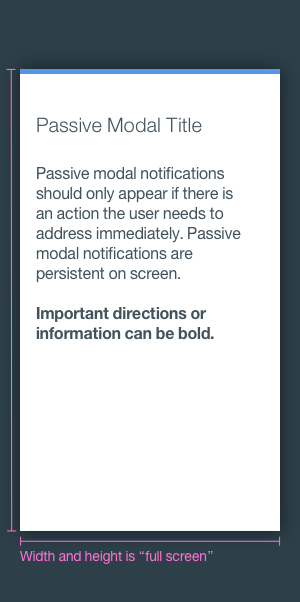 Passive Modal Title
Passive modal notifications
should only appear if there is
an action the user needs to
address immediately. Passive
modal notifications are
persistent on screen.
Important directions or
information can be bold.
Width and height is “full screen”